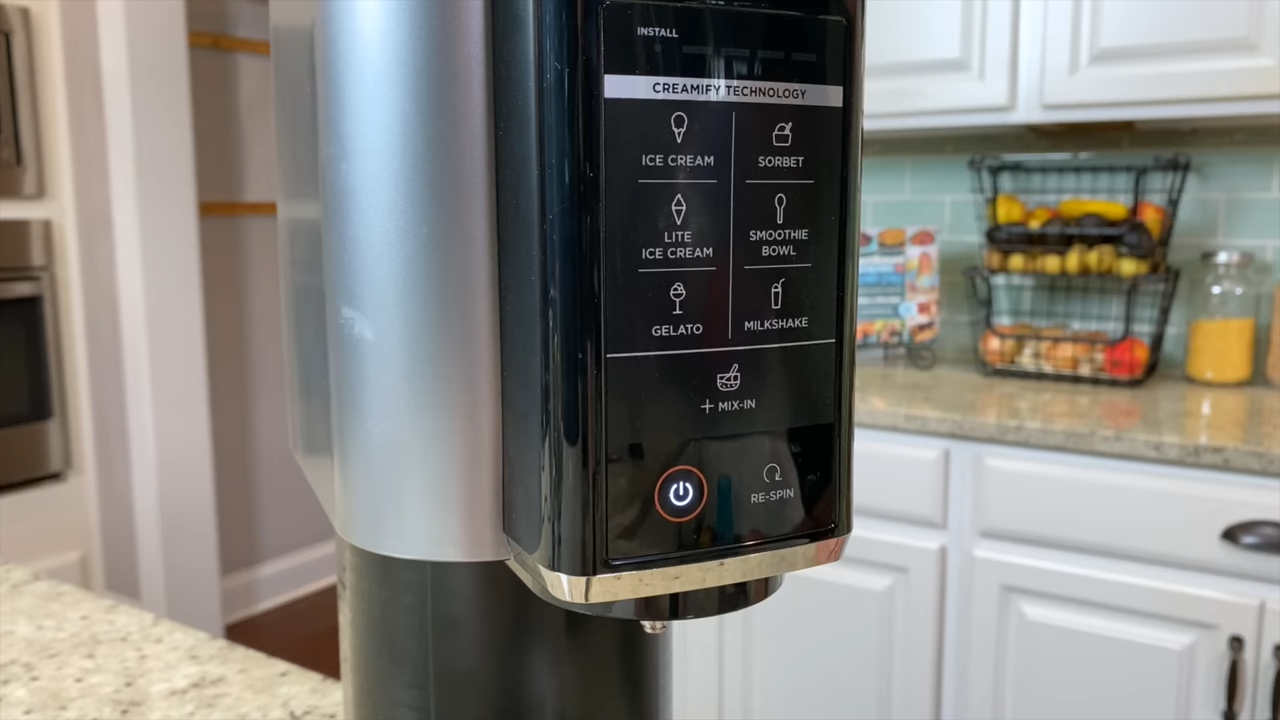 INSTALL
CREAMIFY TECHNOLOGY
ICE CREAM
SORBET
LITE
ICE CREAM
SMOOTHIE
BOWL
GELATO
MILKSHAKE
+ MIX-IN
RE-SPIN